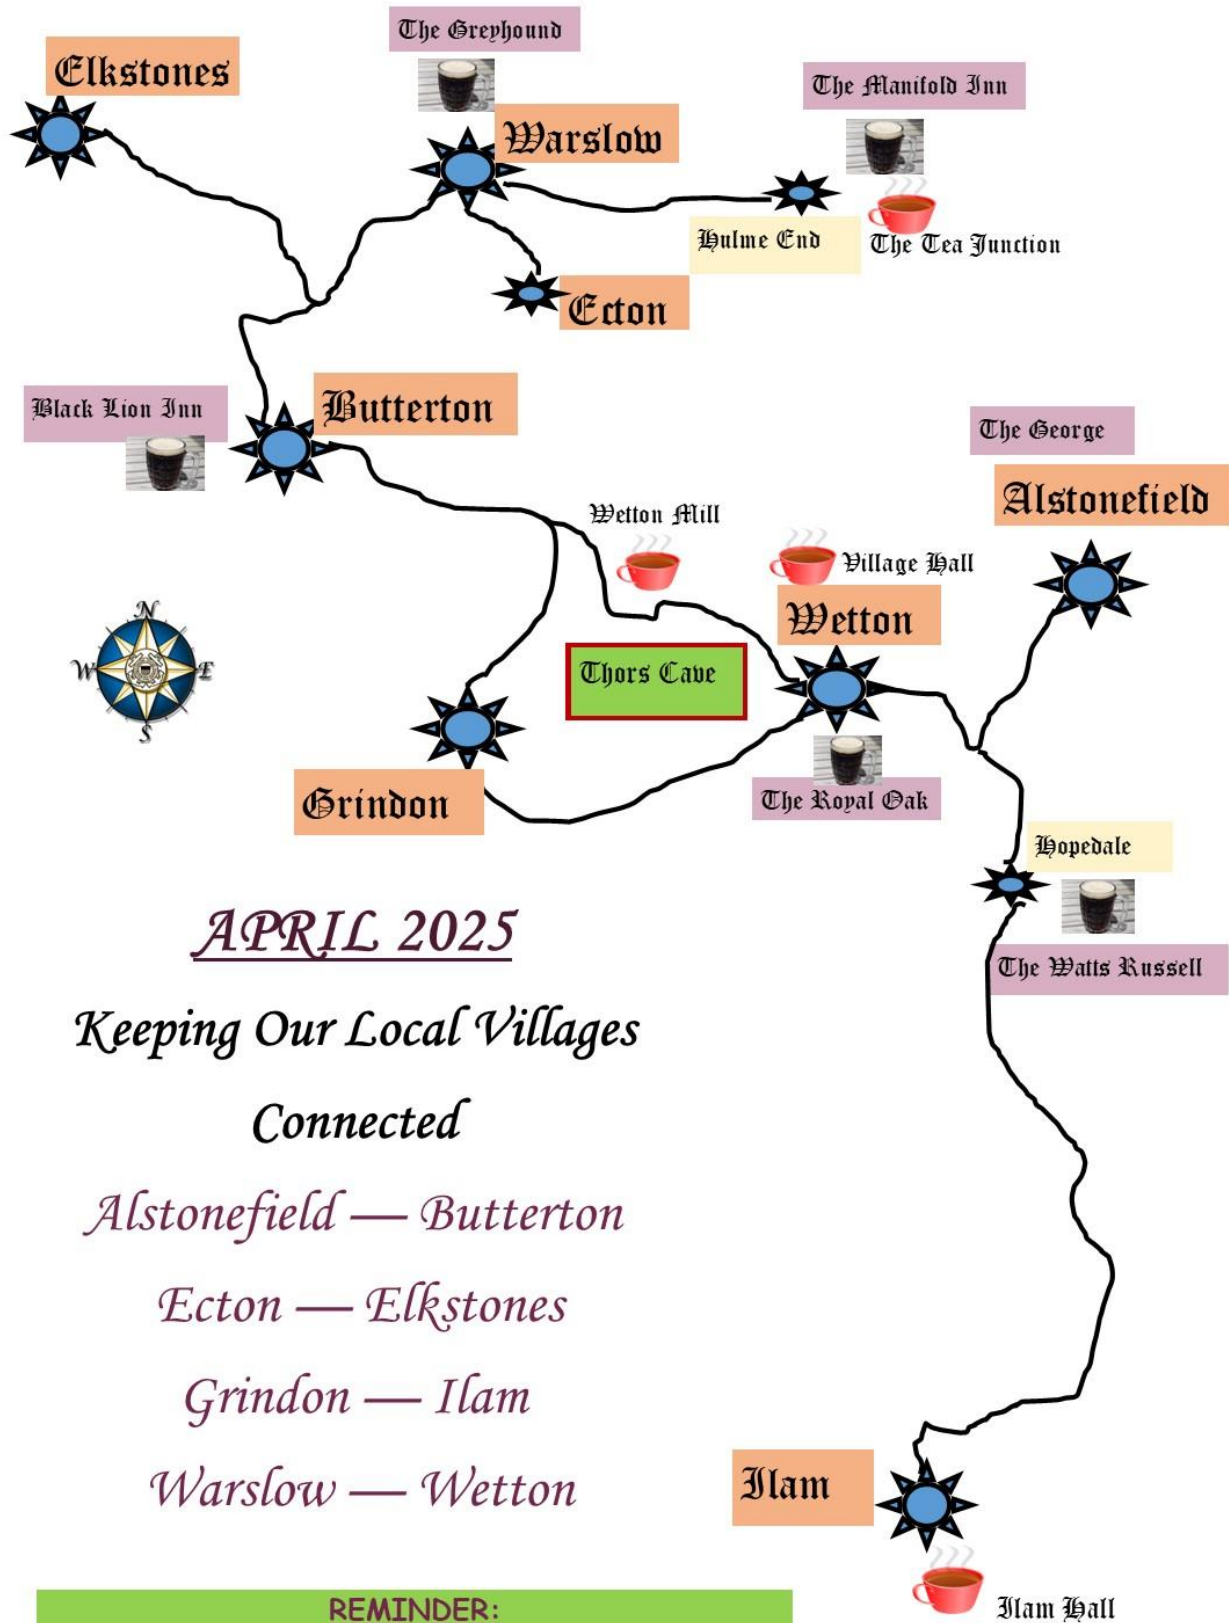 The Greyhound
Elkstones
The Manifold Inn
Warslow
Hulme End
The Tea Junction
Ecton
Black Lion Inn
Butterton
The George
Alstonefield
Wetton Mill
Village Hall
Wetton
N
W
E
S
Thors Cave
Grindon
The Royal Oak
Hopedale
The Watts Russell
APRIL 2025
Keeping Our Local Villages
Connected
Alstonefield — Butterton
Ecton — Elkstones
Grindon — Ilam
Warslow — Wetton
Ilam
Ilam Hall
REMINDER: